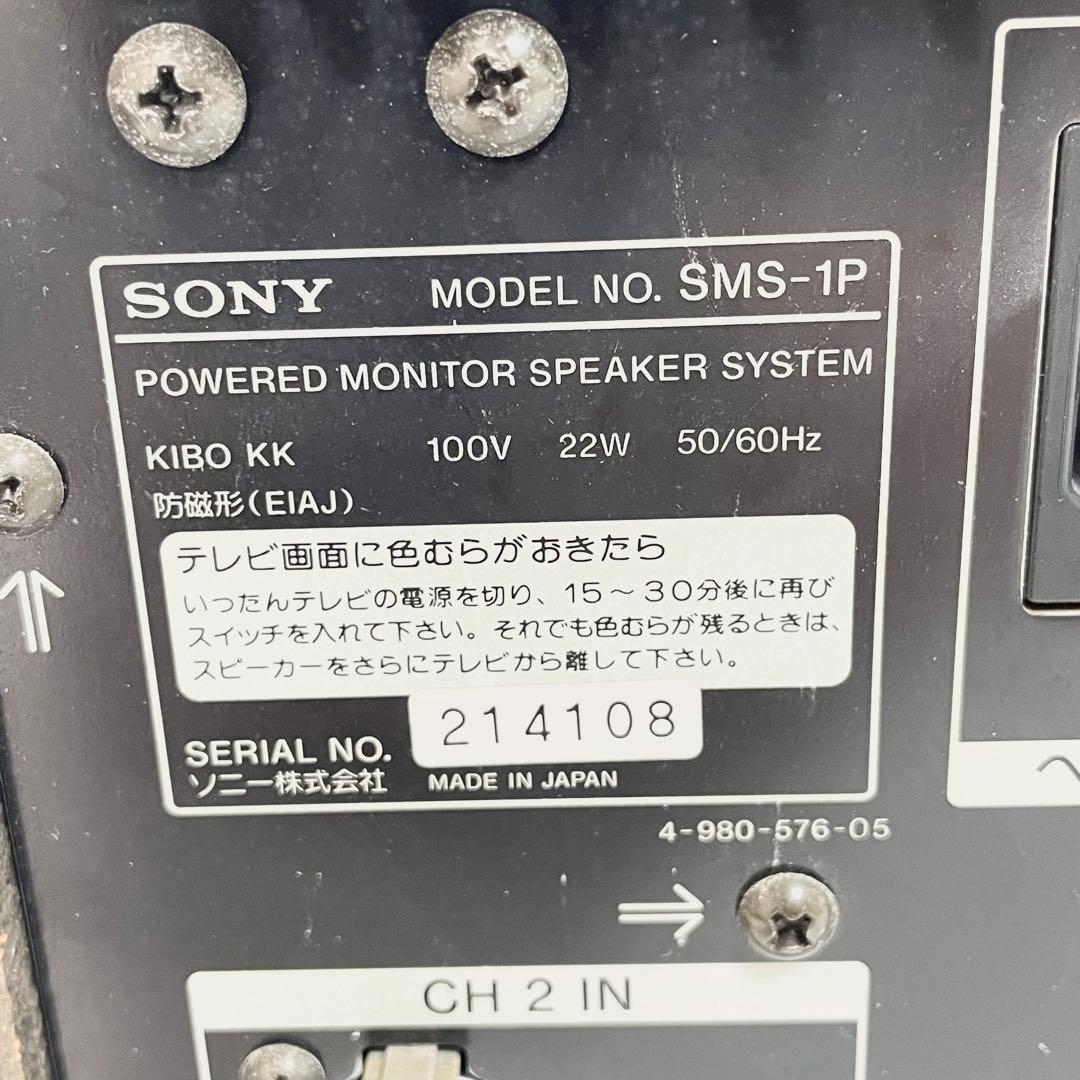 SONY MODEL NO. SMS-1P
POWERED MONITOR SPEAKER SYSTEM
KIBO KK 100V 22W 50/60Hz
防磁形(EIAJ)
テレビ画面に色むらがおきたら
いったんテレビの電源を切り、15～30分後に再び
スイッチを入れて下さい。それでも色むらが残るときは、
スピーカーをさらにテレビから離して下さい。
SERIAL NO. 214108
ソニー株式会社 MADE IN JAPAN
4-980-576-05
CH 2 IN